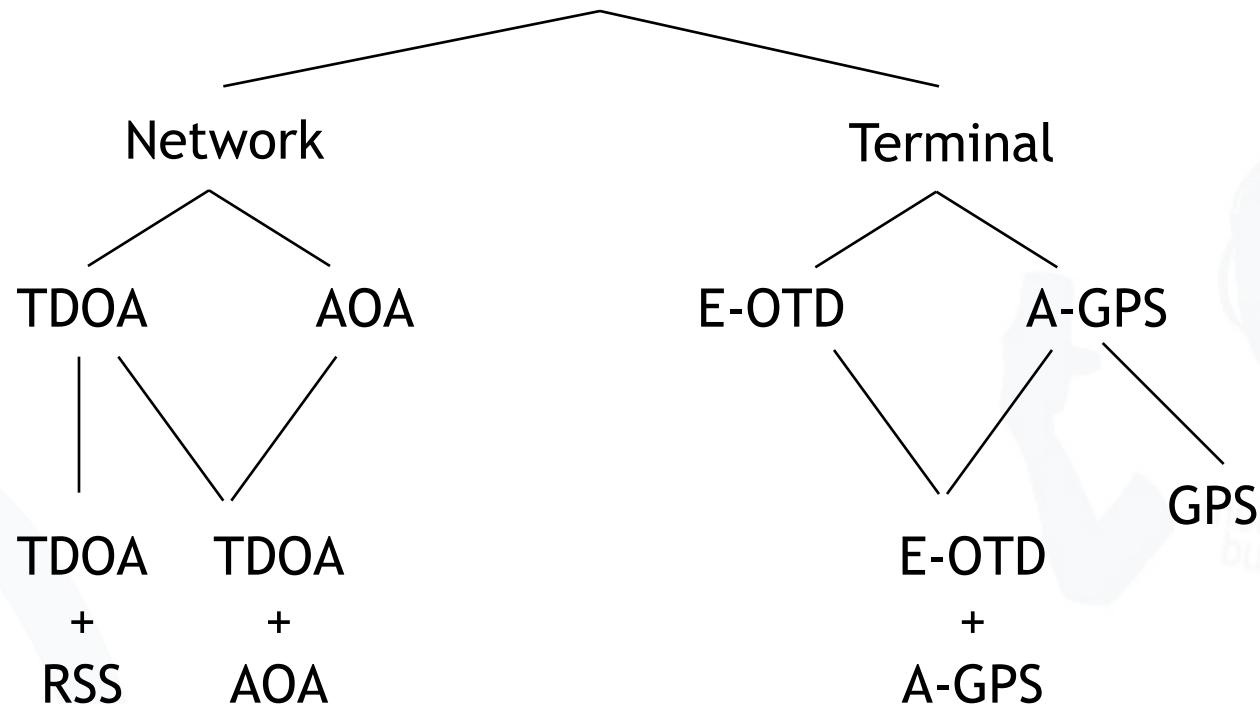 Network
Terminal
TDOA
AOA
E-OTD
A-GPS
GPS
TDOA
+
RSS
TDOA
+
AOA
E-OTD
+
A-GPS